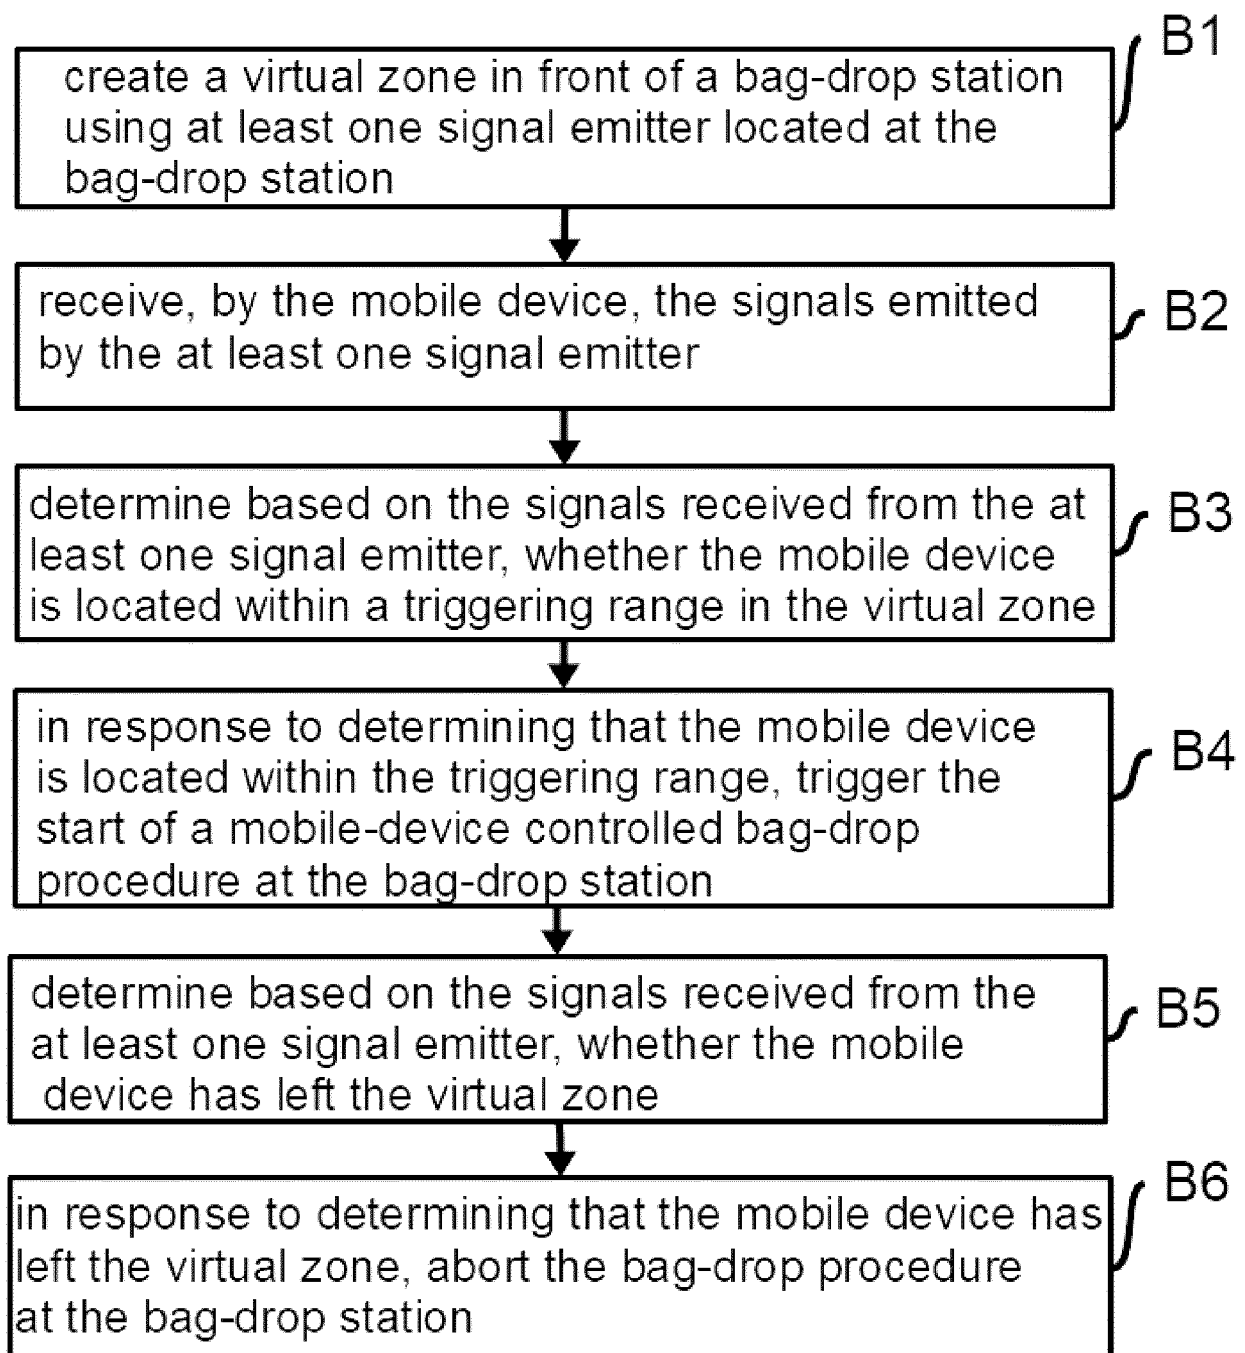 B1
create a virtual zone in front of a bag-drop station
using at least one signal emitter located at the
bag-drop station
receive, by the mobile device, the signals emitted
by the at least one signal emitter
B2
determine based on the signals received from the at
least one signal emitter, whether the mobile device
is located within a triggering range in the virtual zone
B3
in response to determining that the mobile device
is located within the triggering range, trigger the
start of a mobile-device controlled bag-drop
procedure at the bag-drop station
B4
determine based on the signals received from the
at least one signal emitter, whether the mobile
device has left the virtual zone
B5
in response to determining that the mobile device has
left the virtual zone, abort the bag-drop procedure
at the bag-drop station
B6